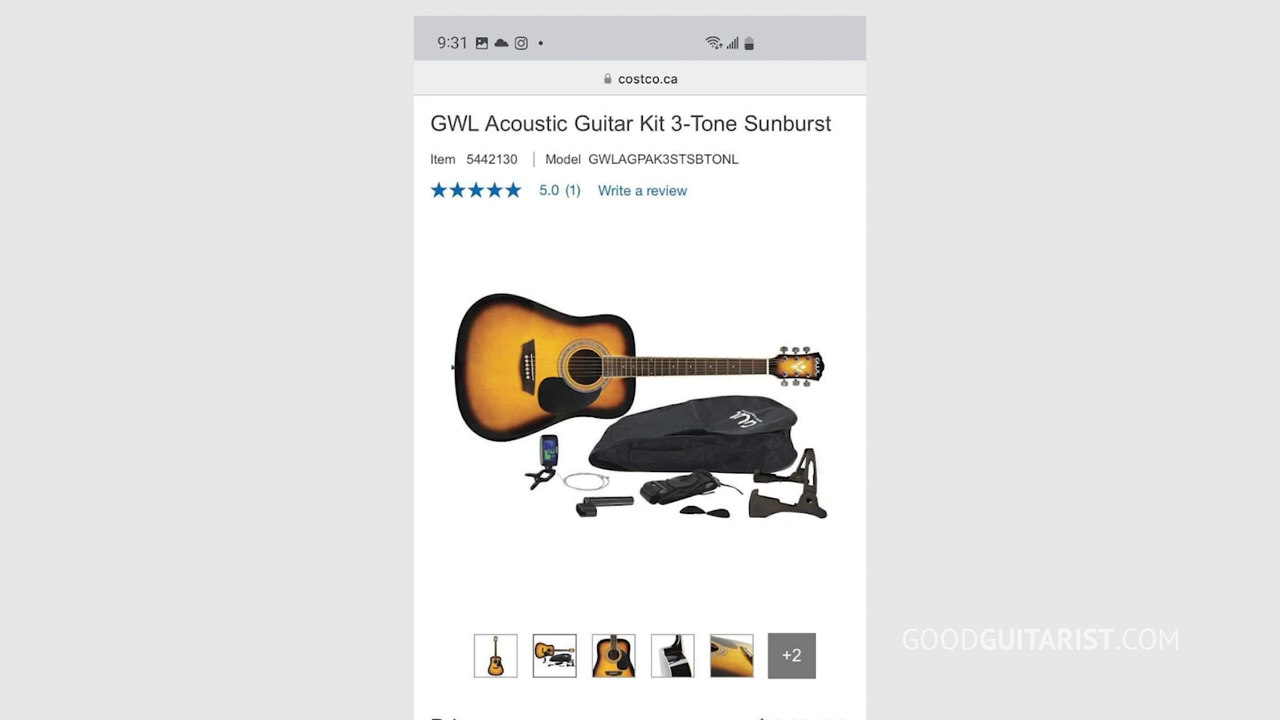 9:31
costco.ca
GWL Acoustic Guitar Kit 3-Tone Sunburst
Item 5442130 | Model GWLAGPAK3STSBTONL
5.0 (1) Write a review
GWL
+2
GOODGUITARIST.COM